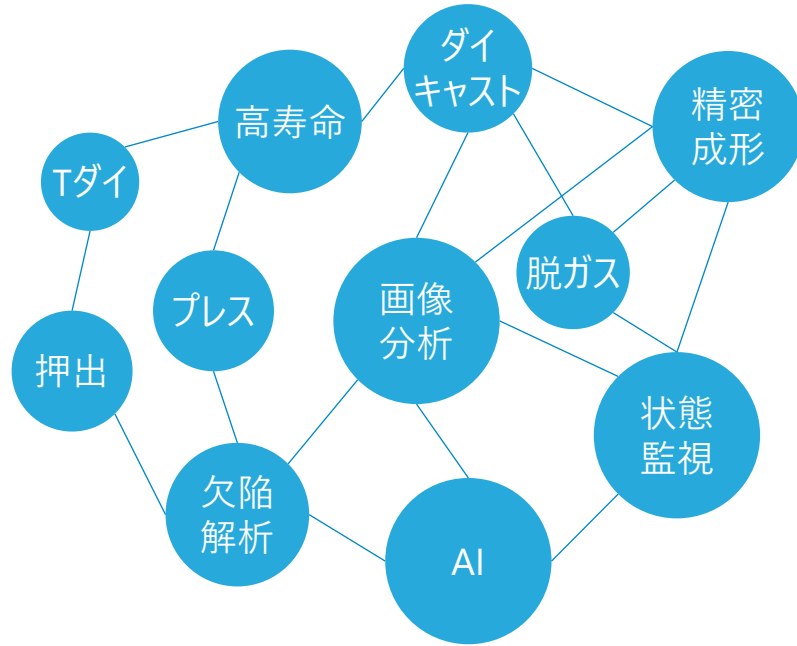 ダイ
キャスト
精密
成形
高寿命
Tダイ
脱ガス
プレス
画像
分析
押出
状態
監視
欠陥
解析
AI